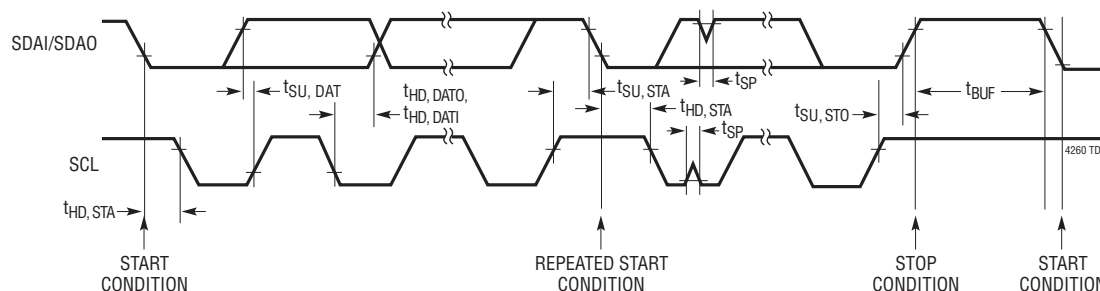 SDAI/SDAO
tSU, DAT
tHD, DATO,
tHD, DATI
tSU, STA
tHD, STA
tSP
tSP
tSU, STO
tBUF
SCL
4260 TD
tHD, STA
START
CONDITION
REPEATED START
CONDITION
STOP
CONDITION
START
CONDITION